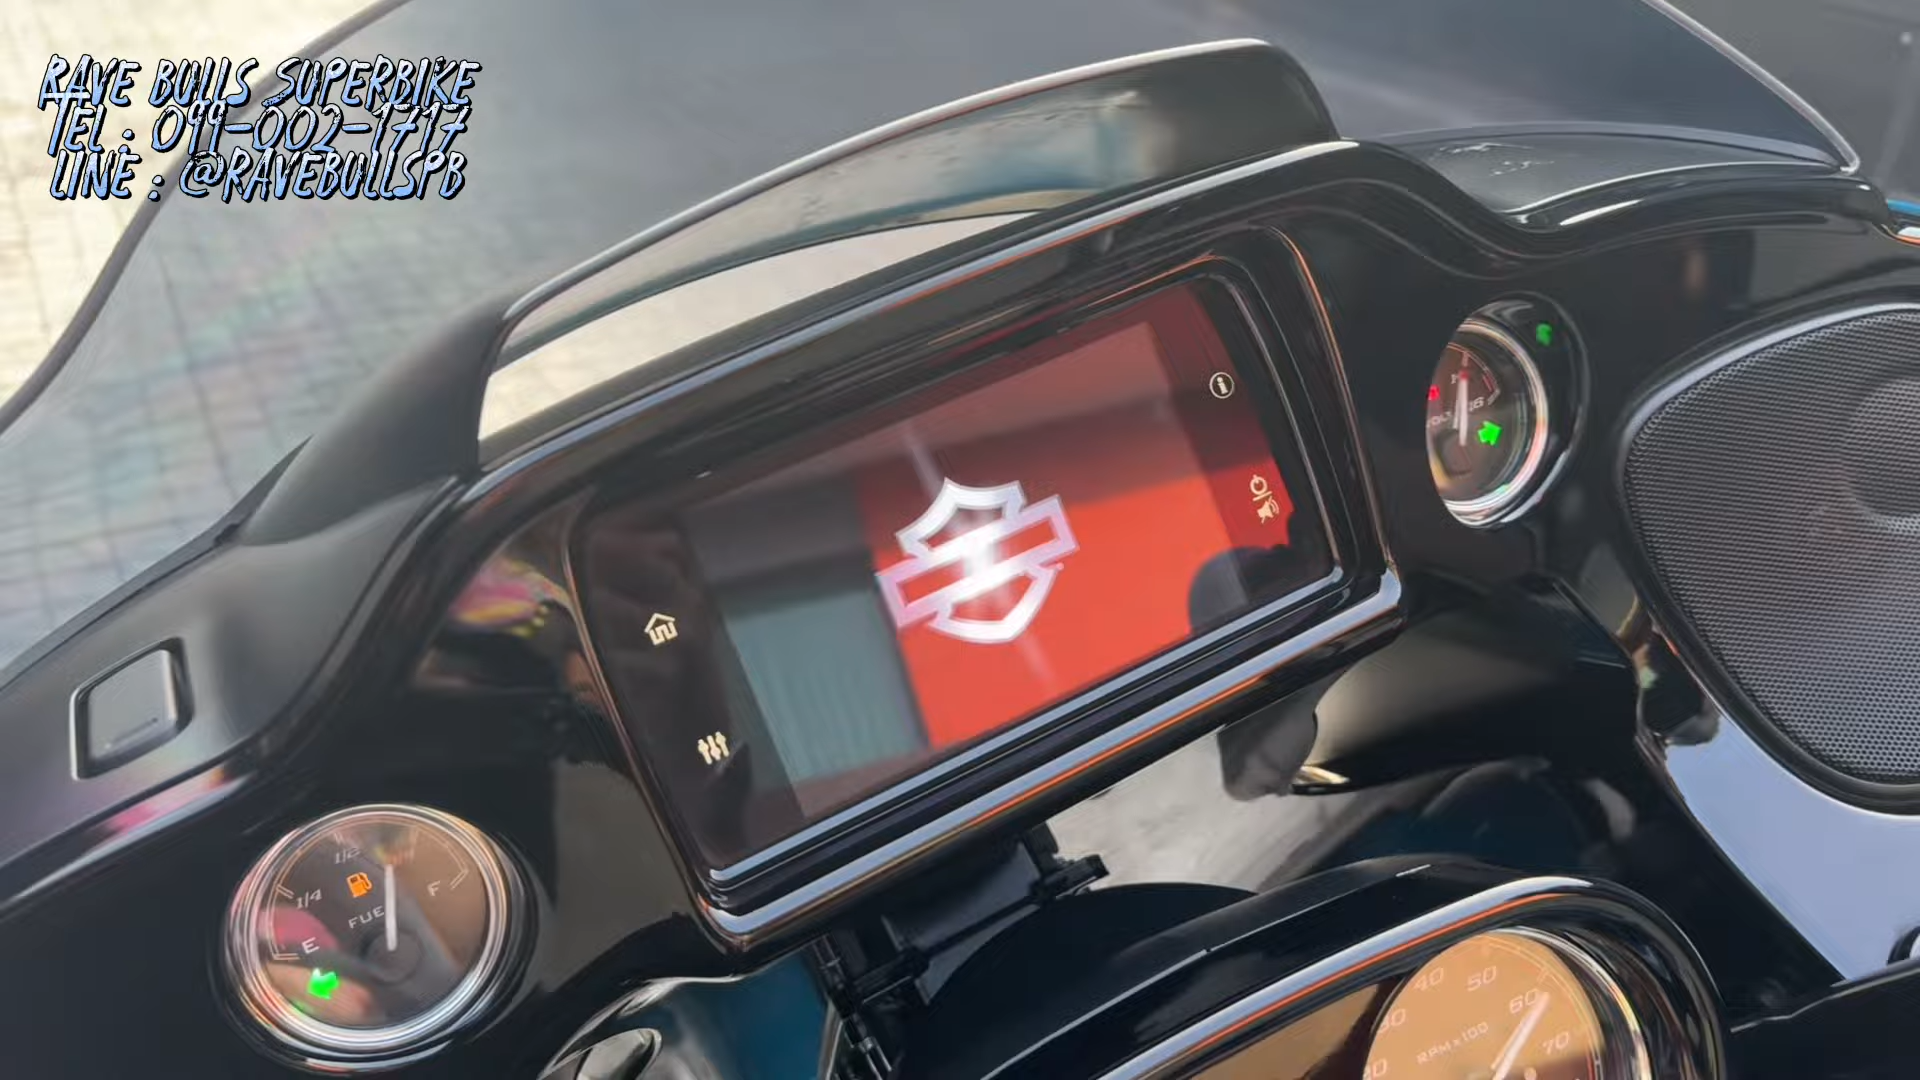 RAVE BULLS SUPERBIKE
TEL : 099-002-1717
LINE : @RAVEBULLSPB
16
1/2
1/4
F
FUEL
E
40
50
60
70
RPM x 100